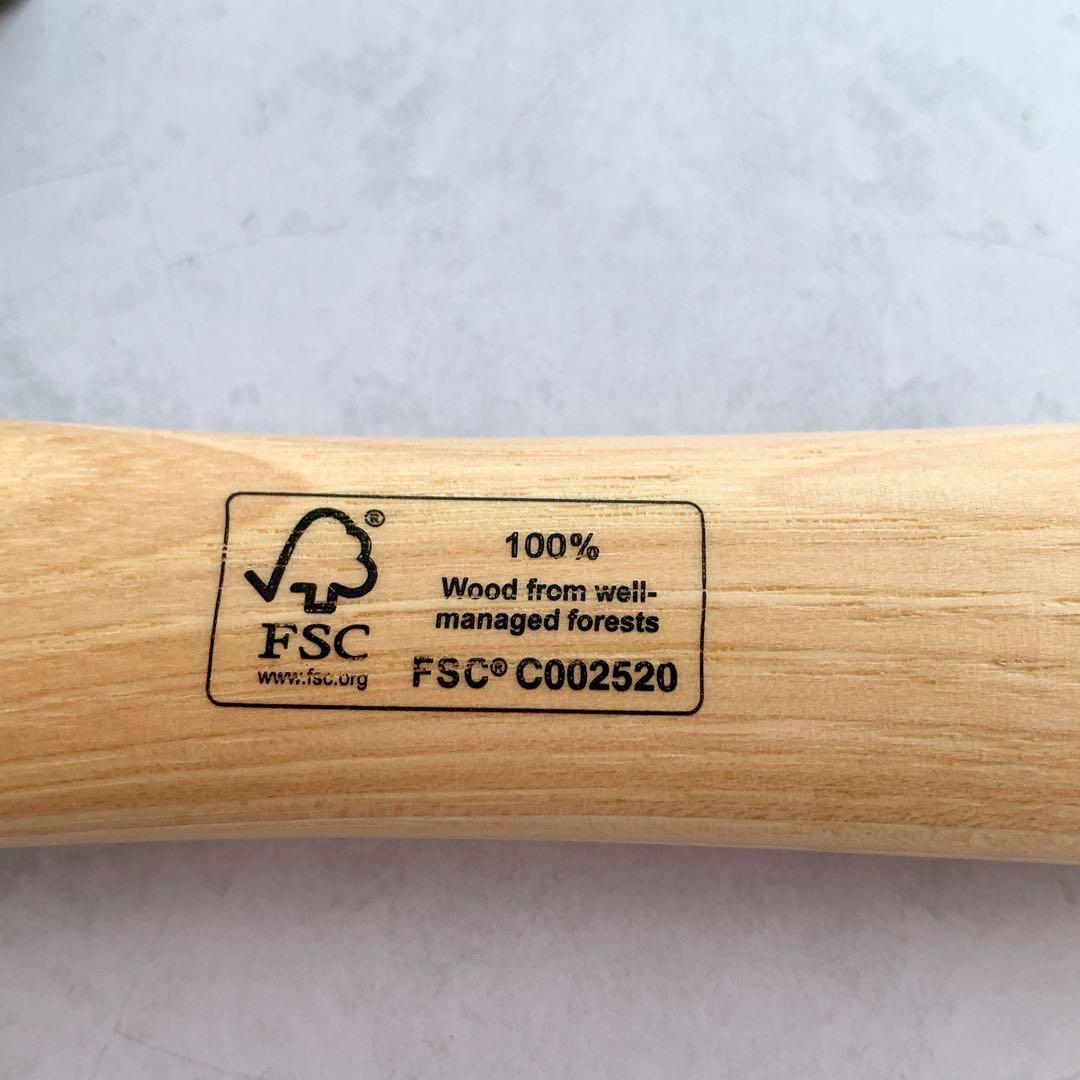 ®
FSC
www.fsc.org
100%
Wood from well-
managed forests
FSC® C002520